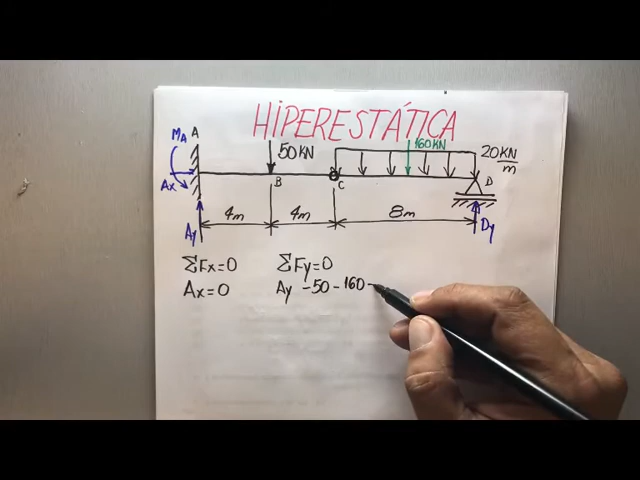 HIPERESTÁTICA
MA A
50KN
160KN
20KN/m
Ax
B
C
D
Ay
4m
4m
8m
Dy
ΣFx=0
ΣFy=0
Ax=0
Ay -50-160-